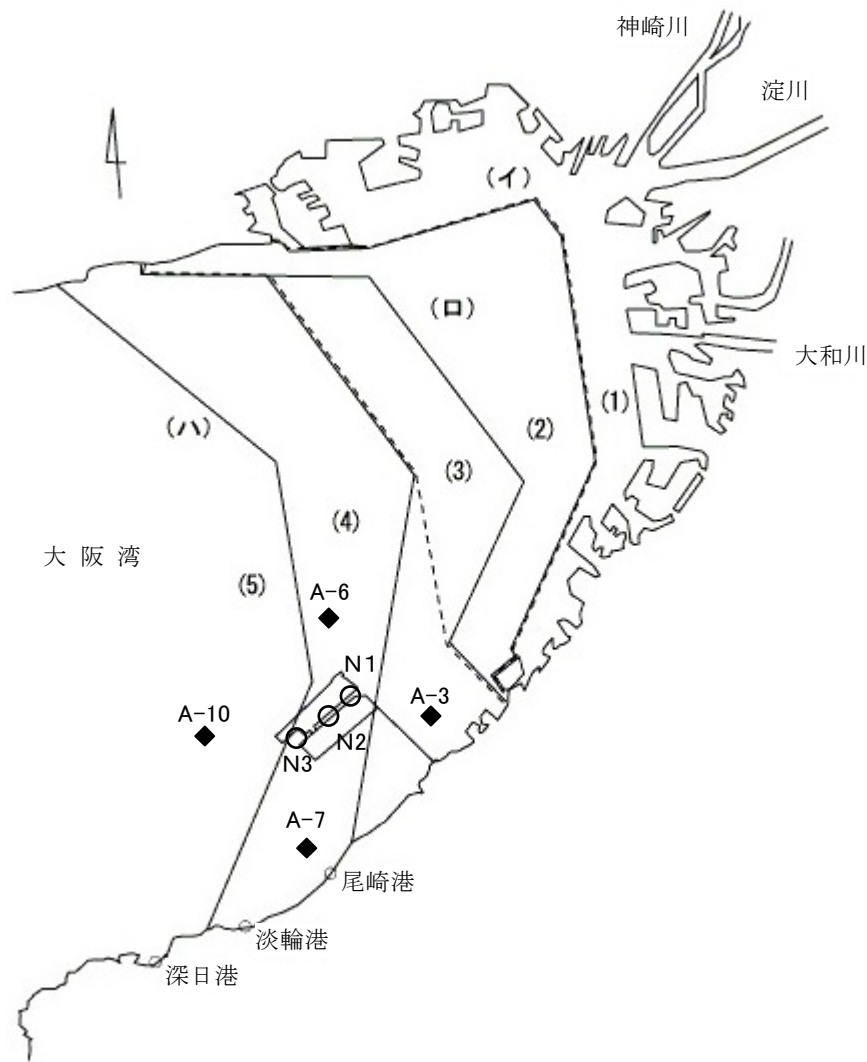 神崎川
淀川
(イ)
(ロ)
大和川
(1)
(ハ)
(2)
(3)
(4)
大 阪 湾
(5)
A-6
N1
A-3
A-10
N2
N3
A-7
尾崎港
淡輪港
深日港